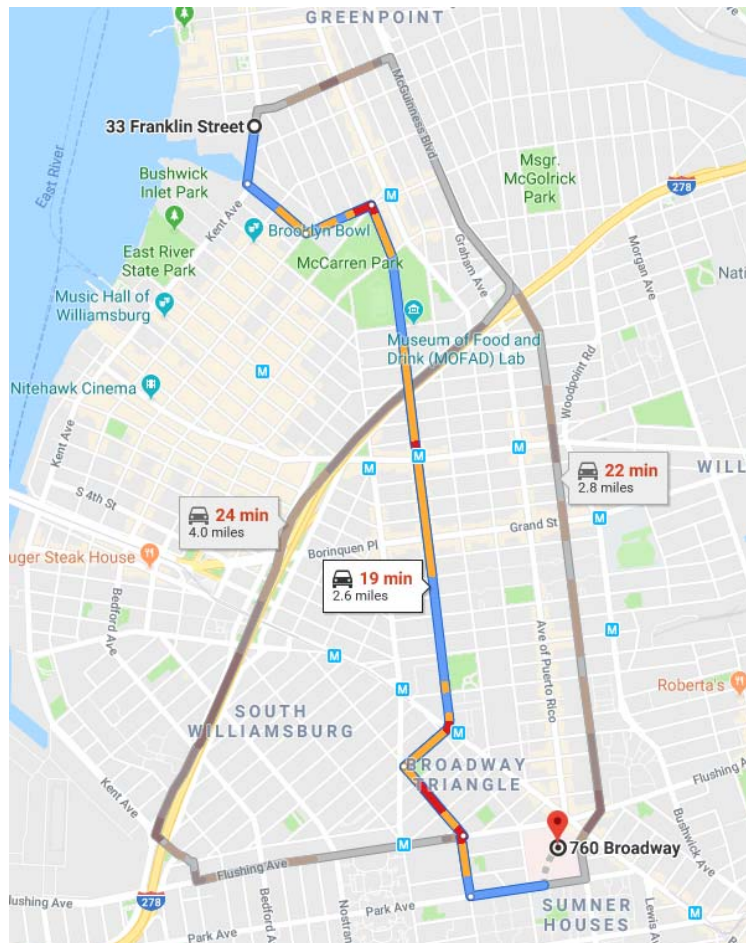 GREENPOINT
McGuinness Blvd
33 Franklin Street
East River
Bushwick
Inlet Park
Msgr.
McGolrick
Park
278
Kent Ave
Brooklyn Bowl
East River
State Park
McCarren Park
Graham Ave
Morgan Ave
Nati
Music Hall of
Williamsburg
Museum of Food and
Drink (MOFAD) Lab
Nitehawk Cinema
Woodpoint Rd
Kent Ave
M
M
M
M
M
WILL
22 min
2.8 miles
S 4th St
24 min
4.0 miles
Grand St
M
Borinquen Pl
uger Steak House
19 min
2.6 miles
Bedford Ave
Ave of Puerto Rico
M
M
Roberta's
M
SOUTH
WILLIAMSBURG
M
BROADWAY
TRIANGLE
Flushing Ave
Kent Ave
Bushwick Ave
M
760 Broadway
Flushing Ave
Flushing Ave
278
Park Ave
Bedford A
Nostran
Park Ave
SUMNER
HOUSES
Lewis A
M